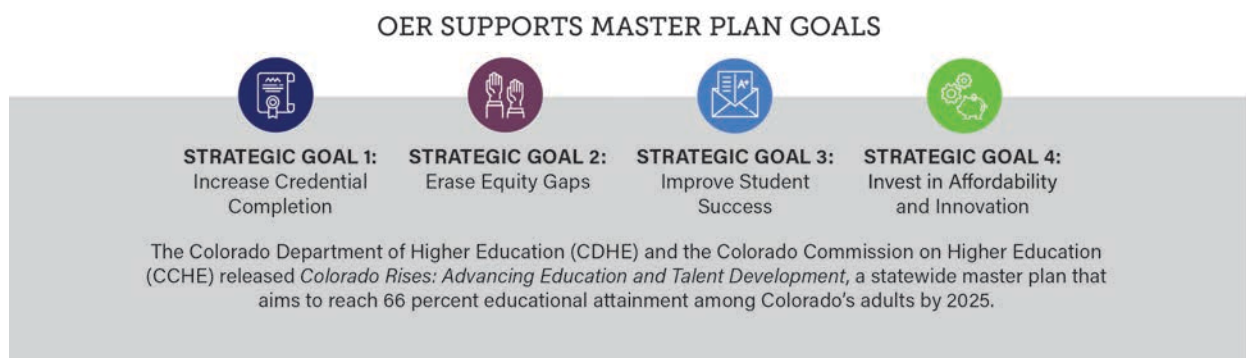 OER SUPPORTS MASTER PLAN GOALS
A+
STRATEGIC GOAL 1:
Increase Credential
Completion
STRATEGIC GOAL 2:
Erase Equity Gaps
STRATEGIC GOAL 3:
Improve Student
Success
STRATEGIC GOAL 4:
Invest in Affordability
and Innovation
The Colorado Department of Higher Education (CDHE) and the Colorado Commission on Higher Education
(CCHE) released Colorado Rises: Advancing Education and Talent Development, a statewide master plan that
aims to reach 66 percent educational attainment among Colorado's adults by 2025.